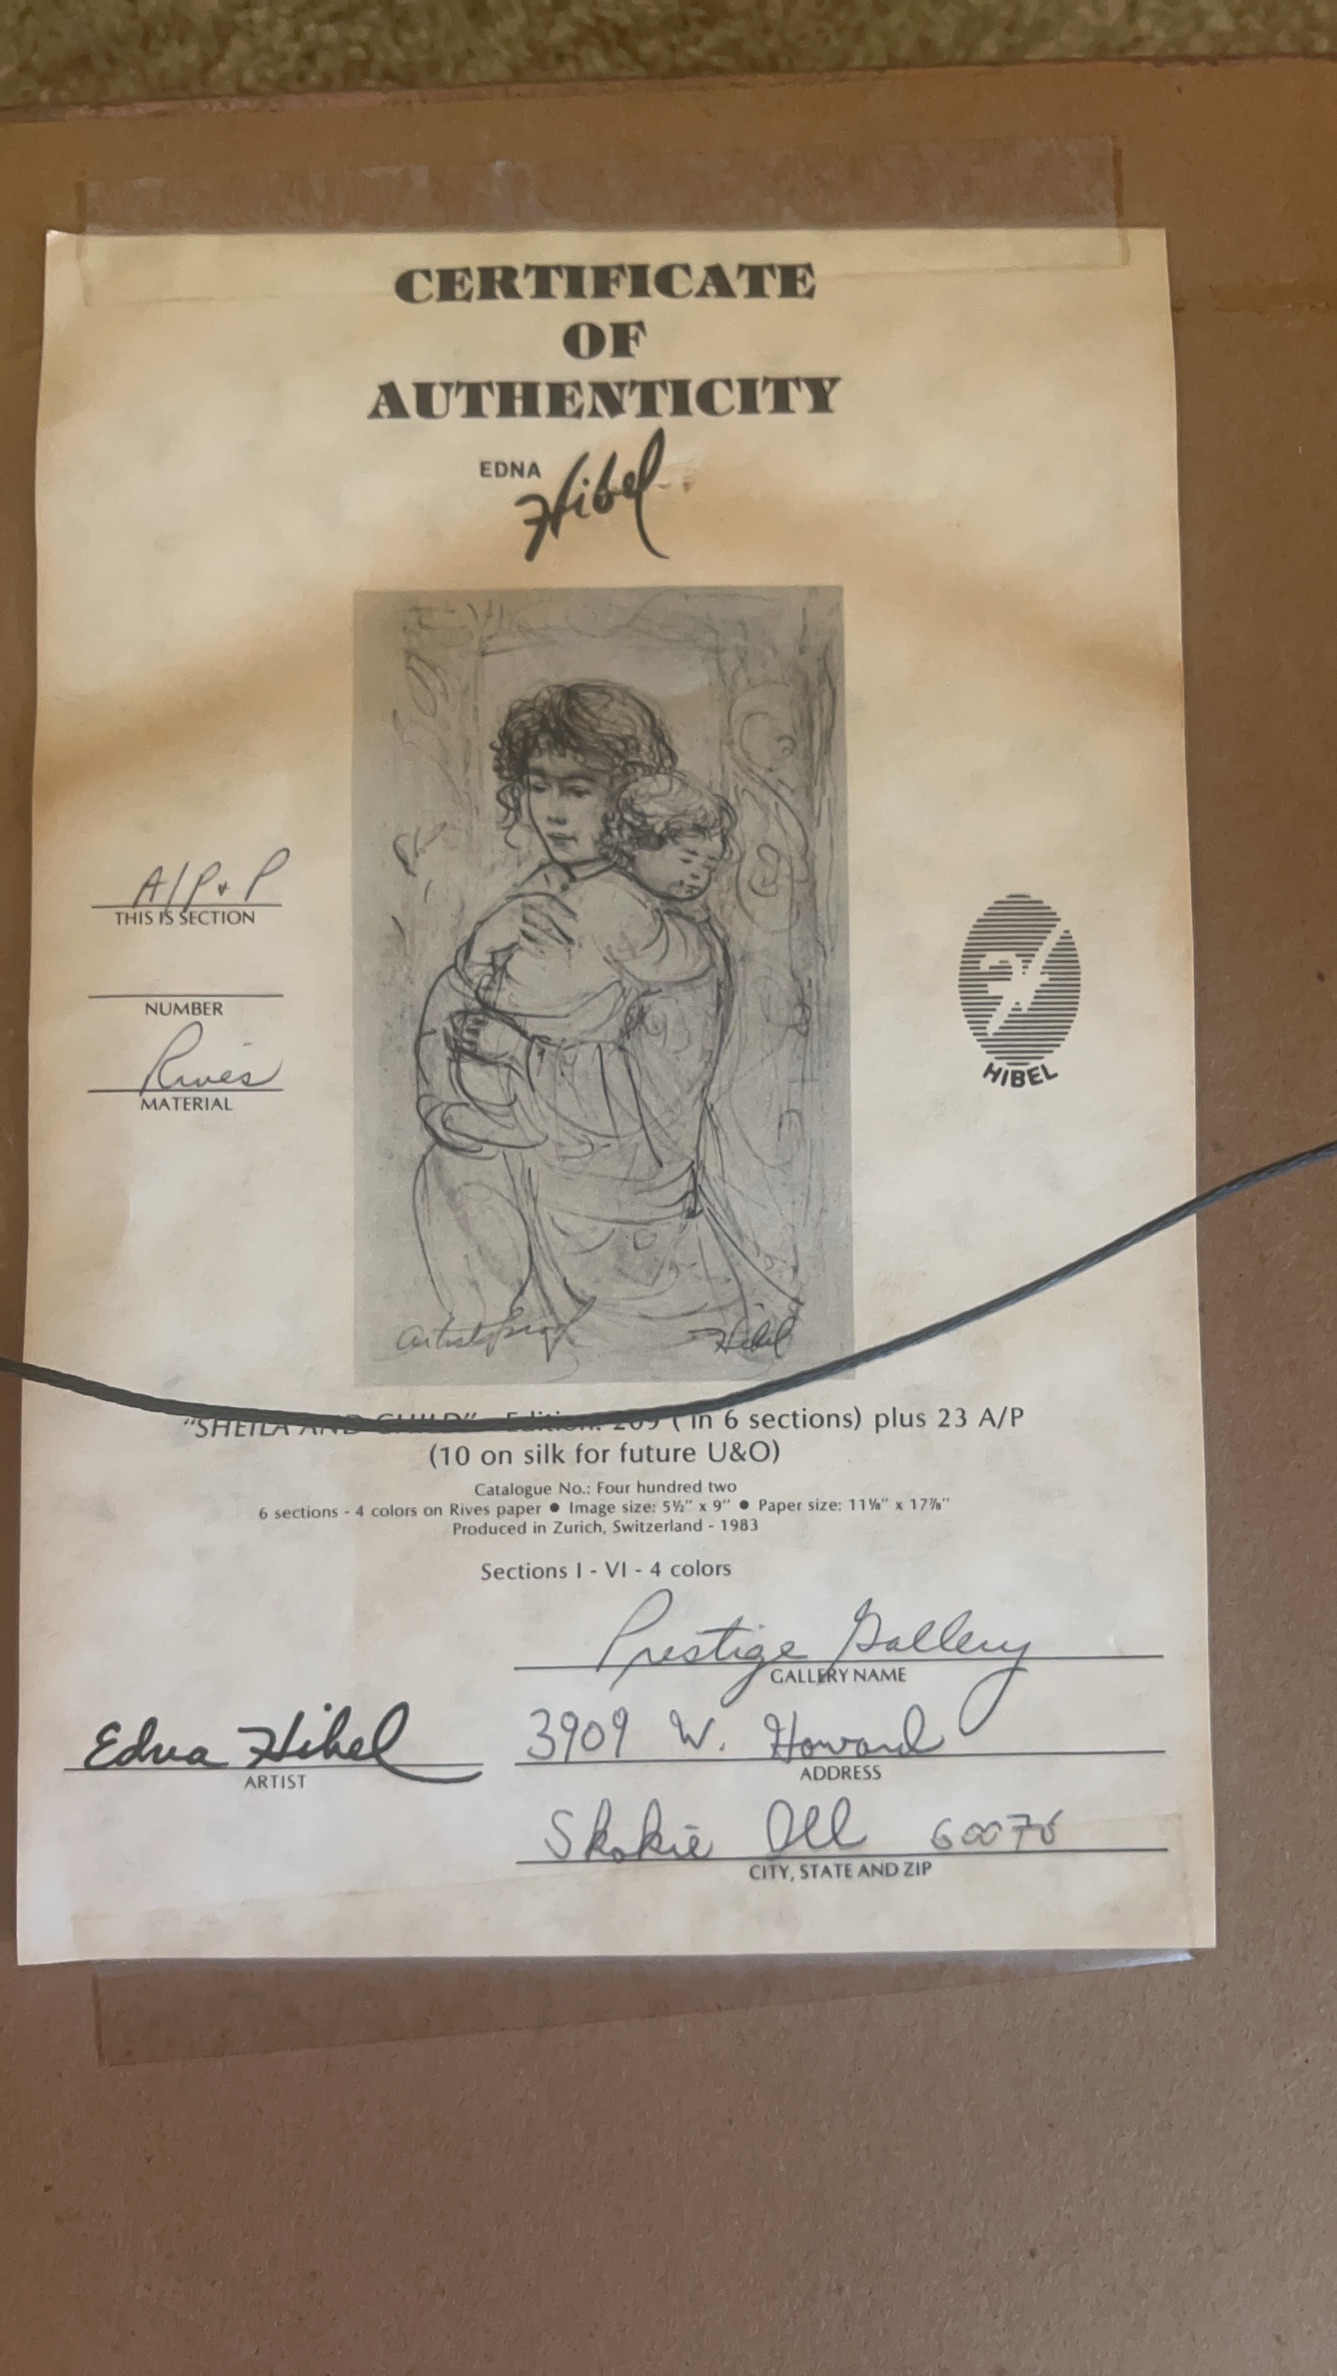 CERTIFICATE
OF
AUTHENTICITY
EDNA
Hibel
A/P + P
THIS IS SECTION
NUMBER
Rives
MATERIAL
HIBEL
Artist's proof
Hibel
"SHEILA AND CHILD" - Edition: 269 ( in 6 sections) plus 23 A/P
(10 on silk for future U&O)
Catalogue No.: Four hundred two
6 sections - 4 colors on Rives paper ● Image size: 5½" x 9" ● Paper size: 11⅛" x 17⅞"
Produced in Zurich, Switzerland - 1983
Sections I - VI - 4 colors
Prestige Gallery
GALLERY NAME
Edna Hibel
ARTIST
3909 W. Howard
ADDRESS
Skokie Ill 60076
CITY, STATE AND ZIP